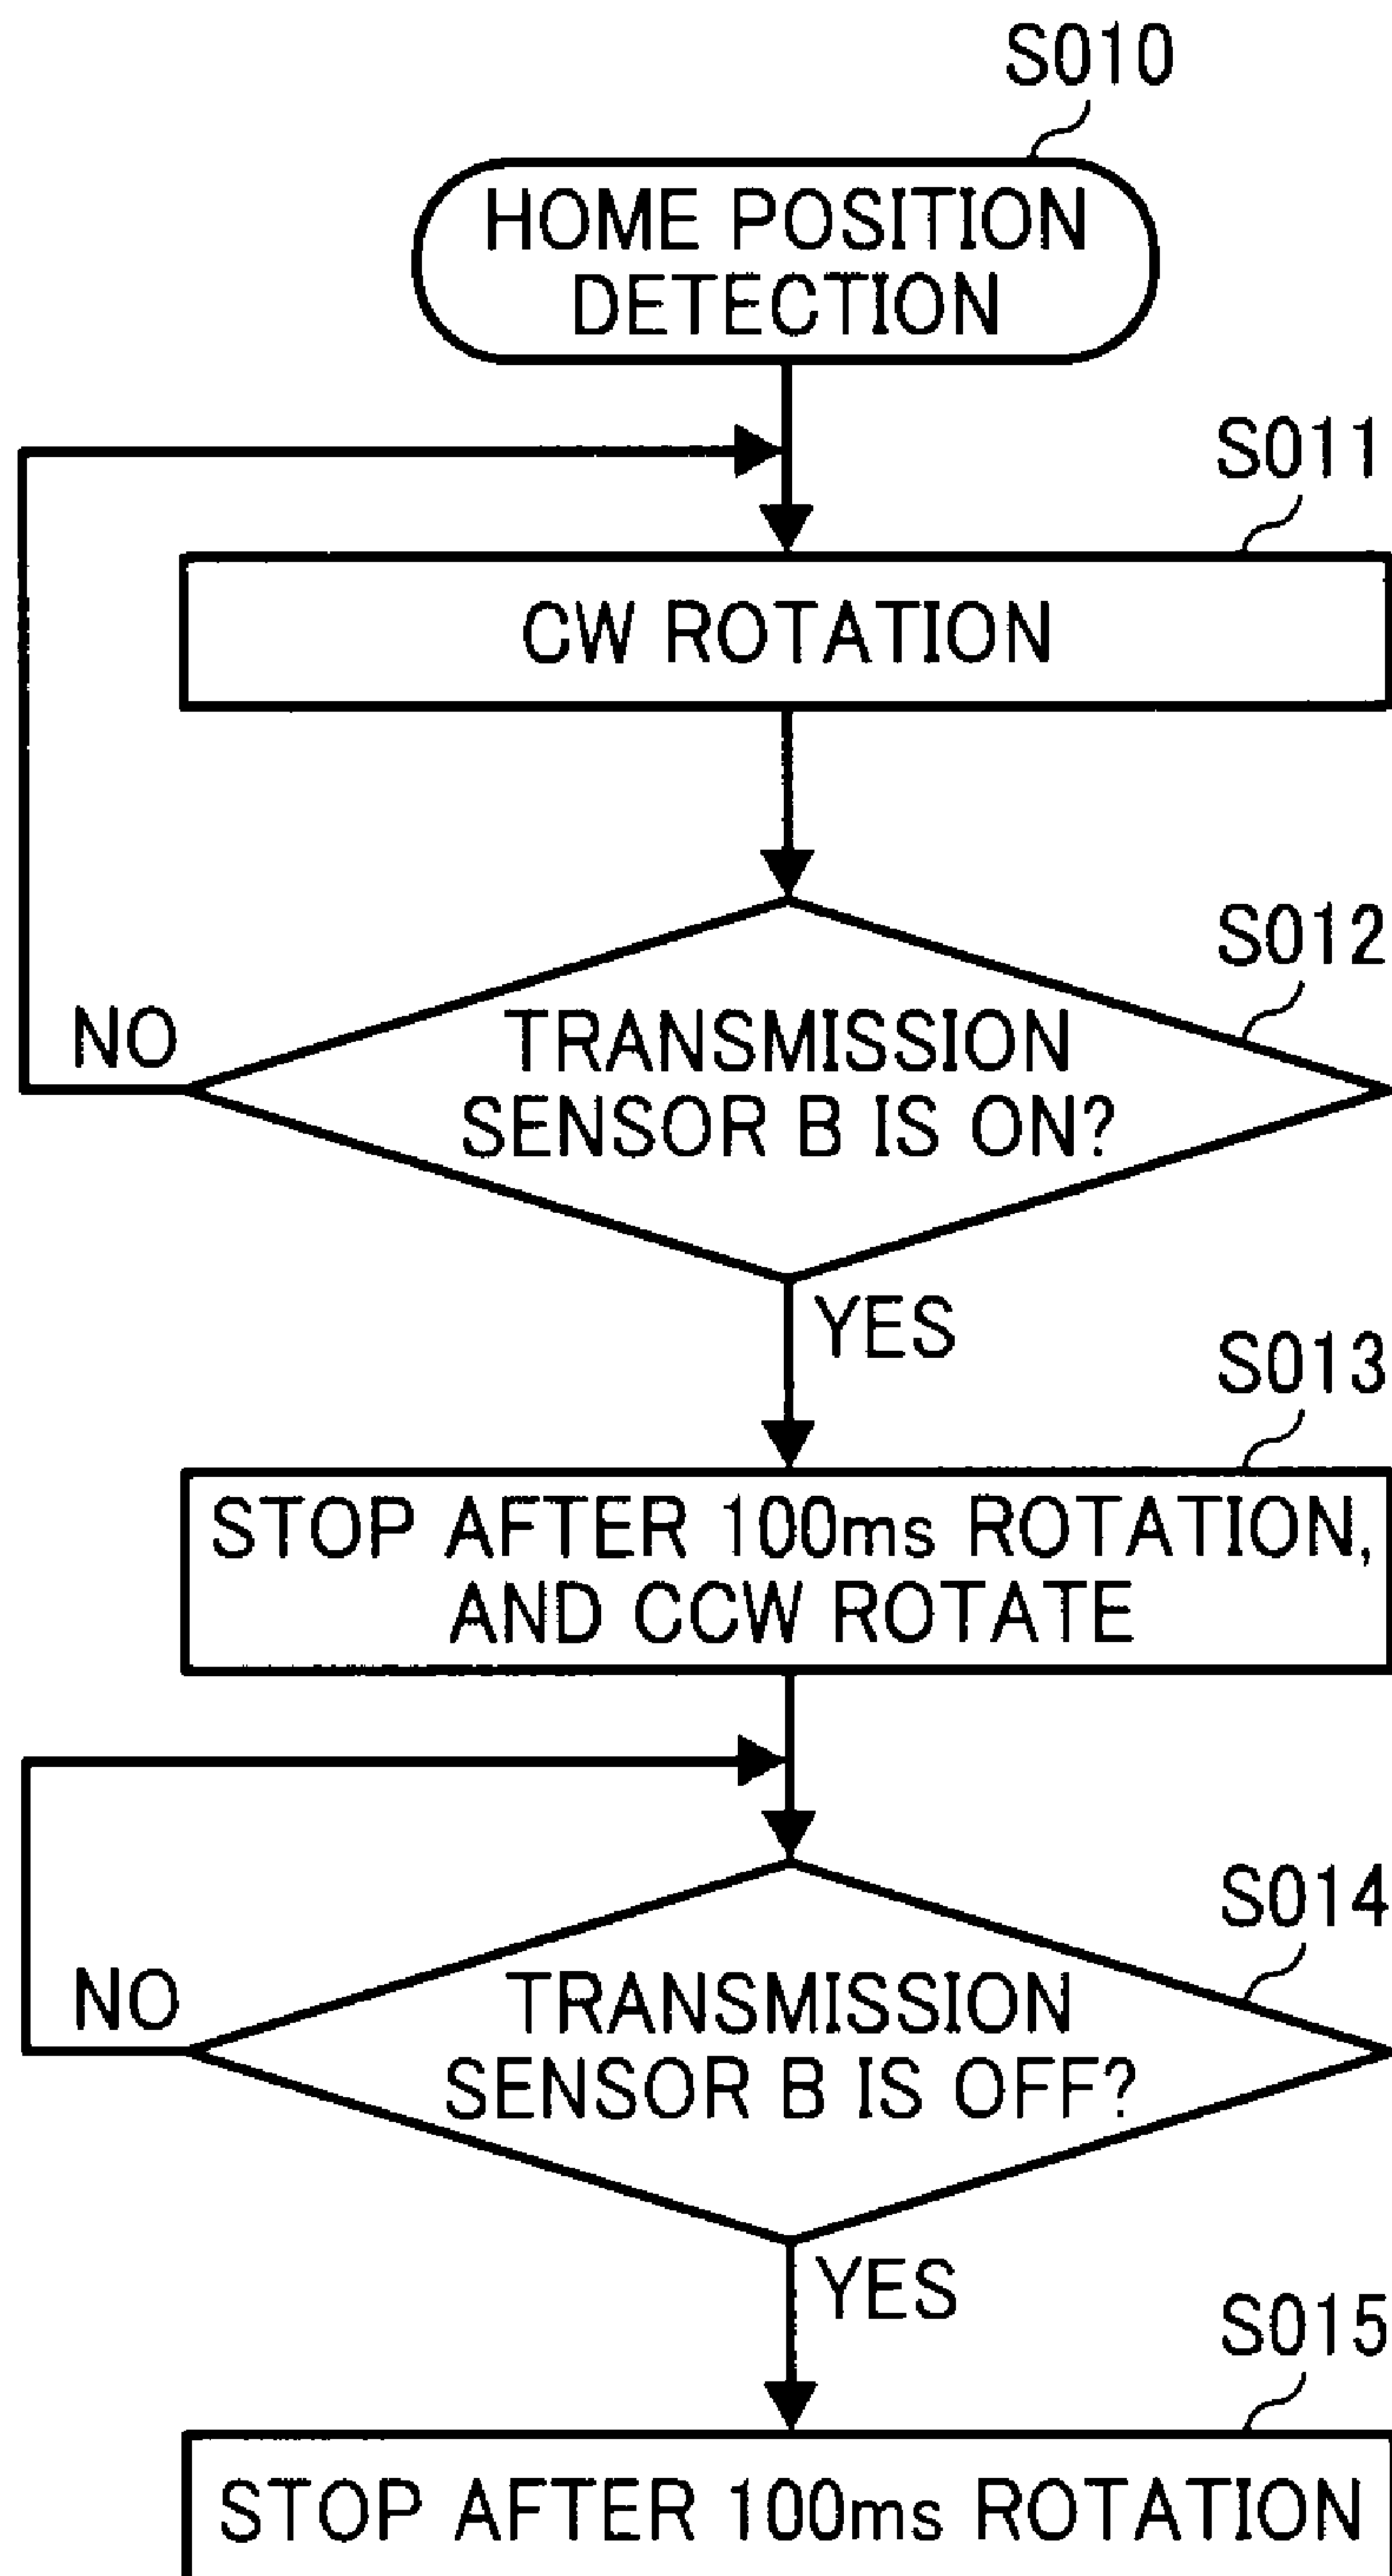 S010
HOME POSITION
DETECTION
S011
CW ROTATION
S012
TRANSMISSION
SENSOR B IS ON?
NO
YES
S013
STOP AFTER 100ms ROTATION,
AND CCW ROTATE
S014
TRANSMISSION
SENSOR B IS OFF?
NO
YES
S015
STOP AFTER 100ms ROTATION